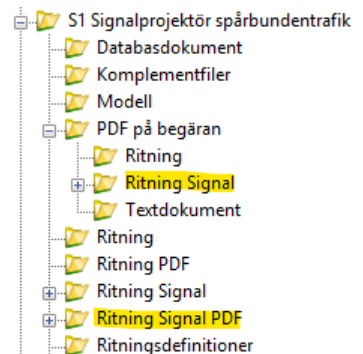 S1 Signalprojektör spårbundentrafik
Databasdokument
Komplementfiler
Modell
PDF på begäran
Ritning
Ritning Signal
Textdokument
Ritning
Ritning PDF
Ritning Signal
Ritning Signal PDF
Ritningsdefinitioner